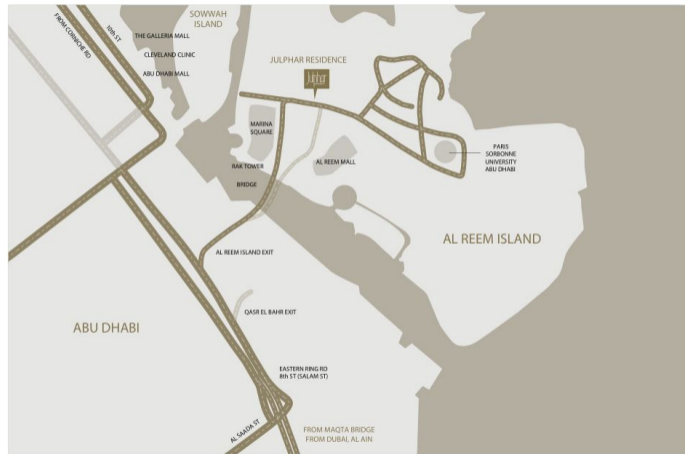 SOWWAH
ISLAND
FROM CORNICHE RD
10th ST
THE GALLERIA MALL
CLEVELAND CLINIC
ABU DHABI MALL
JULPHAR RESIDENCE
Julphar
MARINA
SQUARE
RAK TOWER
BRIDGE
AL REEM MALL
PARIS
SORBONNE
UNIVERSITY
ABU DHABI
AL REEM ISLAND
AL REEM ISLAND EXIT
QASR EL BAHR EXIT
ABU DHABI
EASTERN RING RD
8th ST (SALAM ST)
AL SAADA ST
FROM MAQTA BRIDGE
FROM DUBAI, AL AIN